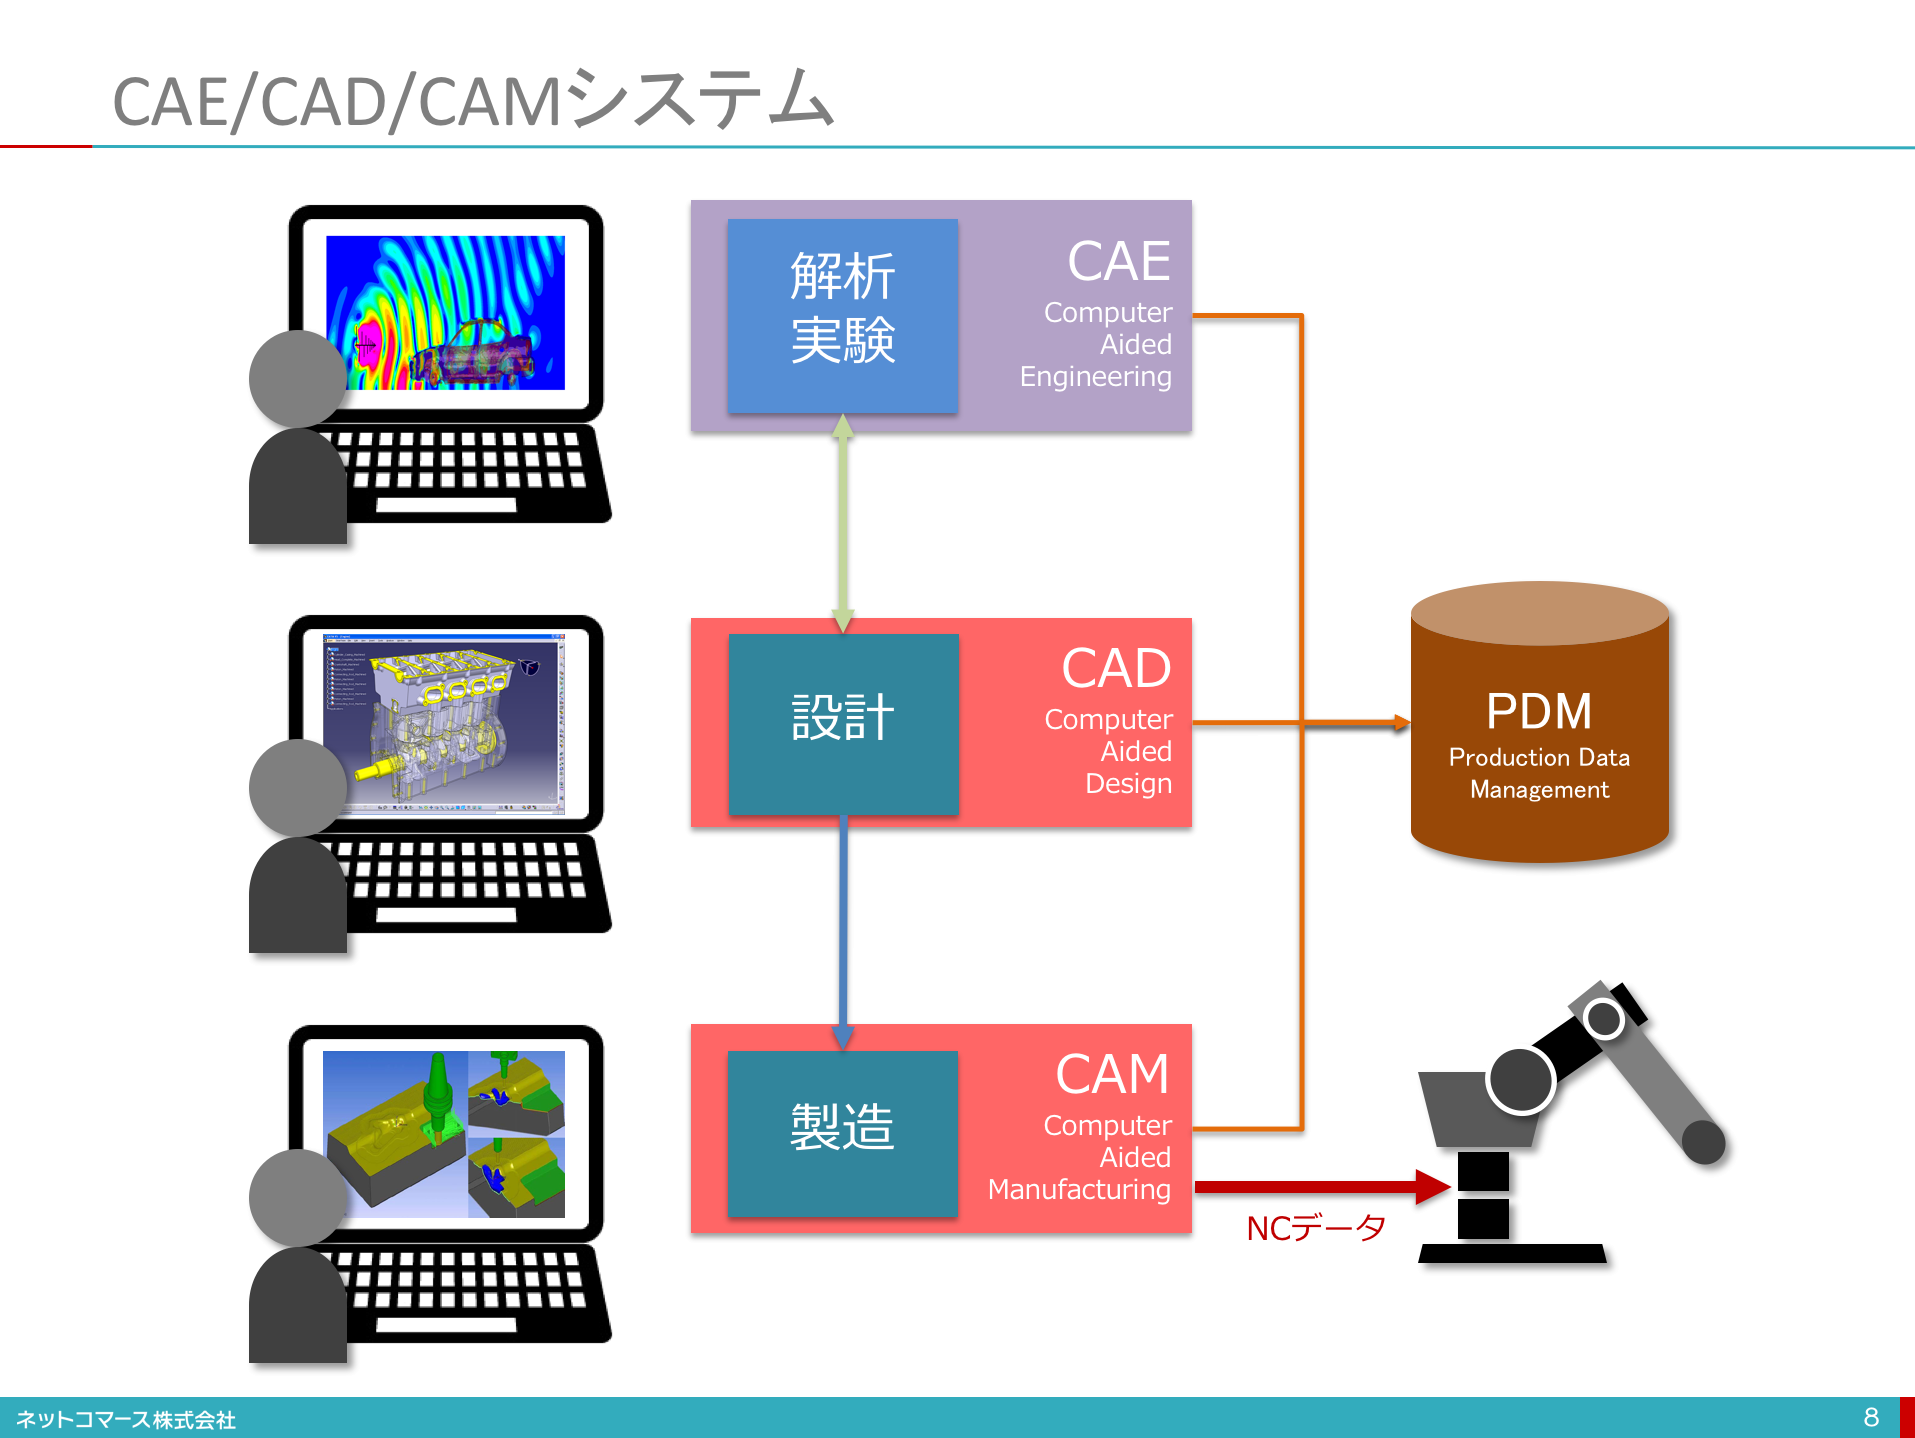 CAE/CAD/CAMシステム
解析
実験
CAE
Computer
Aided
Engineering
設計
CAD
Computer
Aided
Design
PDM
Production Data
Management
製造
CAM
Computer
Aided
Manufacturing
NCデータ
ネットコマース株式会社
8